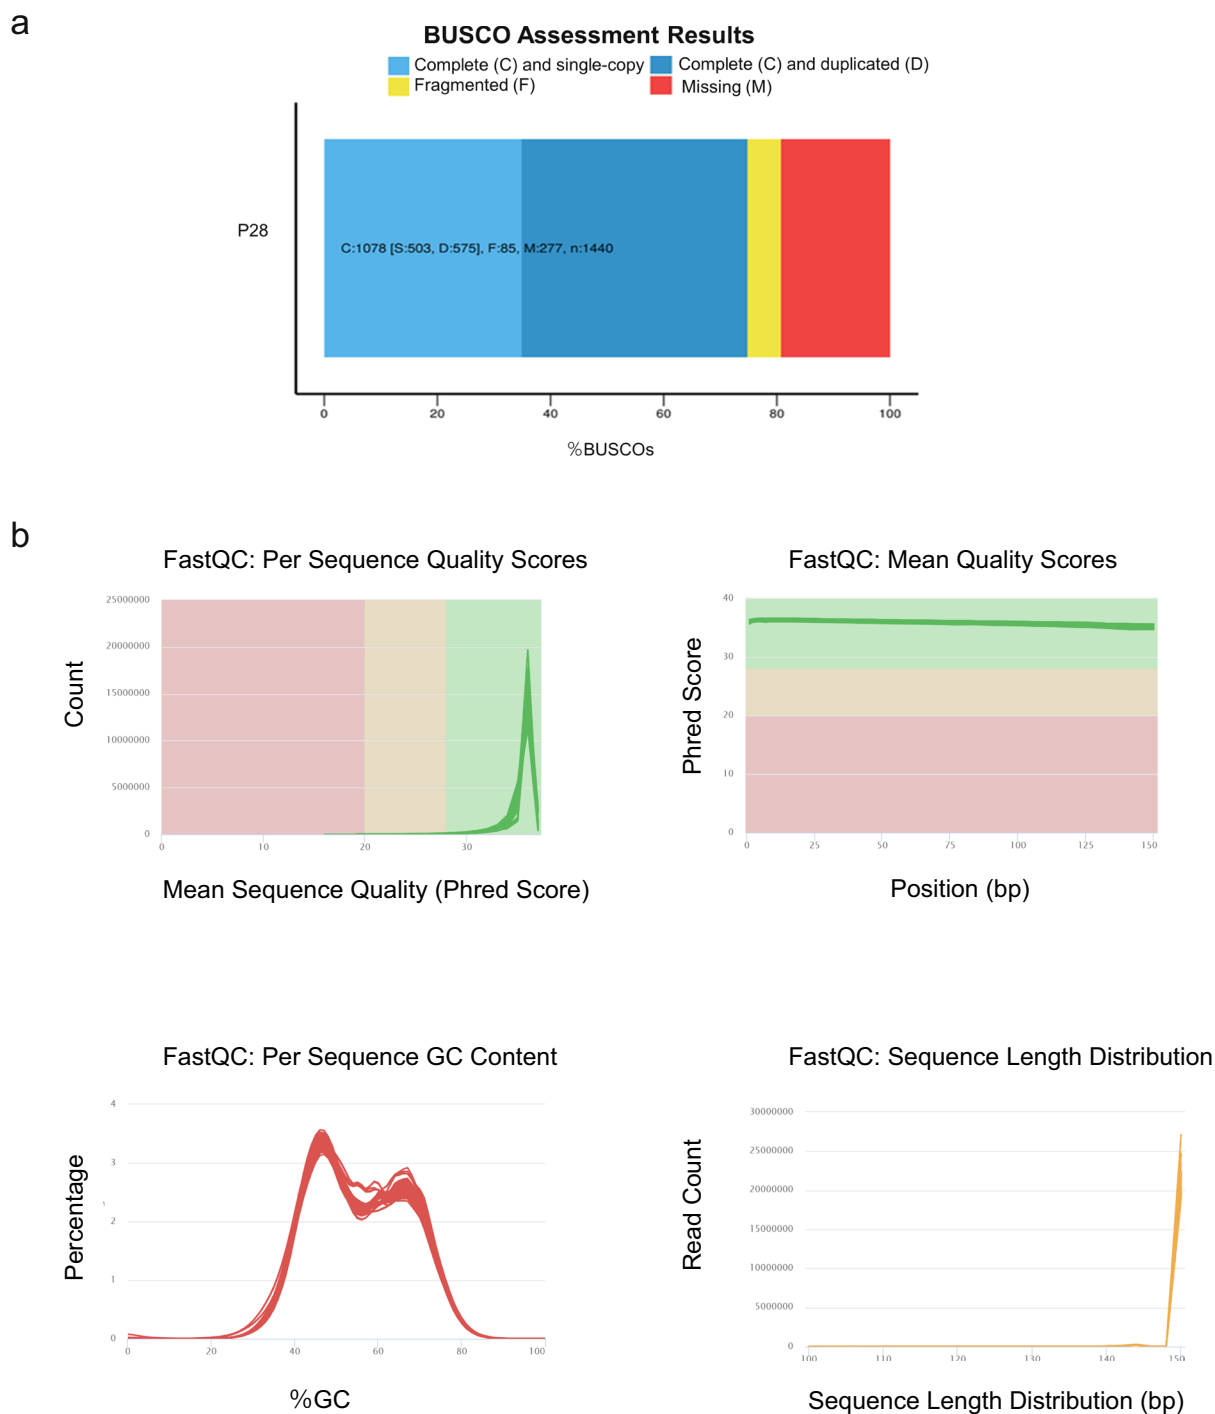 a
BUSCO Assessment Results
Complete (C) and single-copy
Complete (C) and duplicated (D)
Fragmented (F)
Missing (M)
P28
C:1078 [S:503, D:575], F:85, M:277, n:1440
0 20 40 60 80 100
%BUSCOs
b
FastQC: Per Sequence Quality Scores
25000000
20000000
15000000
10000000
5000000
0
Count
0 10 20 30
Mean Sequence Quality (Phred Score)
FastQC: Mean Quality Scores
40
30
20
10
0
Phred Score
0 25 50 75 100 125 150
Position (bp)
FastQC: Per Sequence GC Content
4
3
2
1
0
Percentage
0 20 40 60 80 100
%GC
FastQC: Sequence Length Distribution
30000000
25000000
20000000
15000000
10000000
5000000
0
Read Count
100 110 120 130 140 150
Sequence Length Distribution (bp)